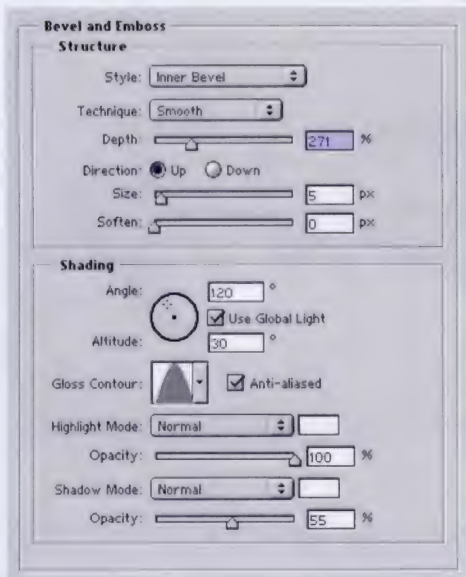 Bevel and Emboss
Structure
Style: Inner Bevel
Technique: Smooth
Depth: 271 %
Direction: Up Down
Size: 5 px
Soften: 0 px
Shading
Angle: 120 °
Use Global Light
Altitude: 30 °
Gloss Contour: Anti-aliased
Highlight Mode: Normal
Opacity: 100 %
Shadow Mode: Normal
Opacity: 55 %